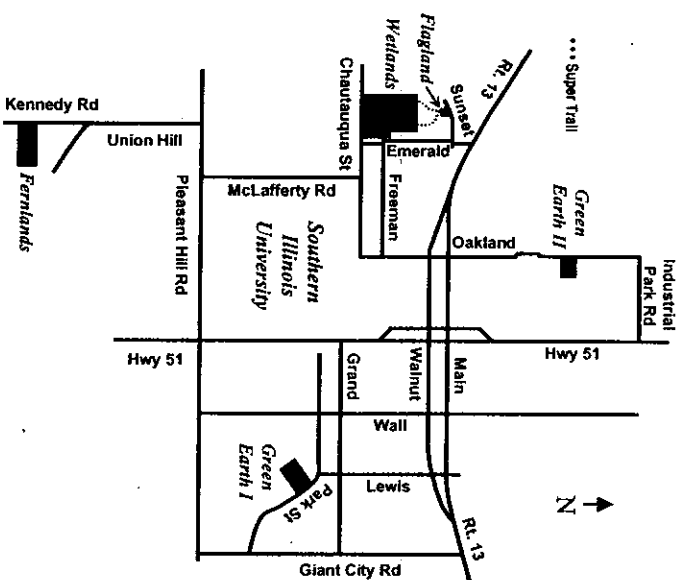 ••• Super Trail
Rt. 13
Sunset
Flagland
Wetlands
Chautauqua St
Kennedy Rd
Union Hill
Fernlands
Pleasant Hill Rd
McLafferty Rd
Emerald
Freeman
Oakland
Green
Earth II
Industrial
Park Rd
Southern
Illinois
University
Hwy 51
Grand
Walnut
Main
Hwy 51
Wall
Green
Earth I
Park St
Lewis
Rt. 13
Giant City Rd
N